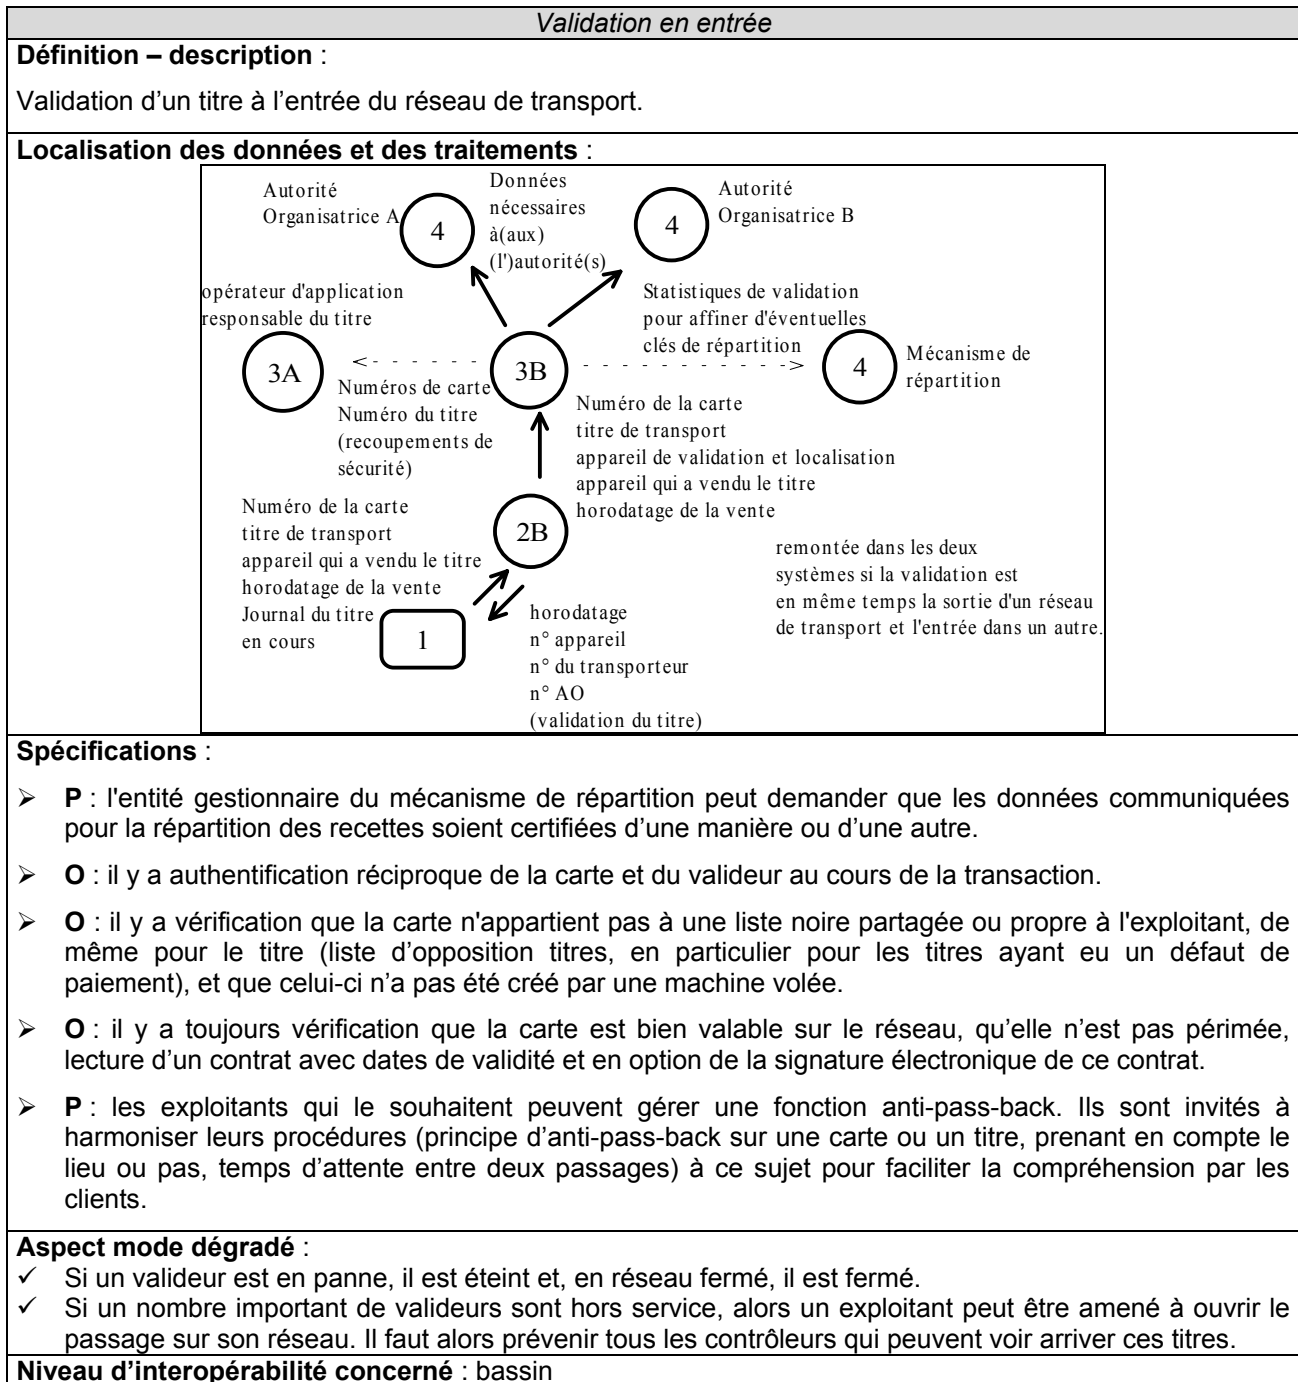 Validation en entrée
Définition – description :
Validation d'un titre à l'entrée du réseau de transport.
Localisation des données et des traitements :
Autorité
Organisatrice A
4
Données
nécessaires
à(aux)
(l')autorité(s)
4
Autorité
Organisatrice B
opérateur d'application
responsable du titre
3A
Numéros de carte
Numéro du titre
(recoupements de
sécurité)
3B
Statistiques de validation
pour affiner d'éventuelles
clés de répartition
4
Mécanisme de
répartition
Numéro de la carte
titre de transport
appareil de validation et localisation
appareil qui a vendu le titre
horodatage de la vente
Numéro de la carte
titre de transport
appareil qui a vendu le titre
horodatage de la vente
Journal du titre
en cours
2B
1
horodatage
n° appareil
n° du transporteur
n° AO
(validation du titre)
remontée dans les deux
systèmes si la validation est
en même temps la sortie d'un réseau
de transport et l'entrée dans un autre.
Spécifications :
➢ P : l'entité gestionnaire du mécanisme de répartition peut demander que les données communiquées
pour la répartition des recettes soient certifiées d'une manière ou d'une autre.
➢ O : il y a authentification réciproque de la carte et du valideur au cours de la transaction.
➢ O : il y a vérification que la carte n'appartient pas à une liste noire partagée ou propre à l'exploitant, de
même pour le titre (liste d'opposition titres, en particulier pour les titres ayant eu un défaut de
paiement), et que celui-ci n'a pas été créé par une machine volée.
➢ O : il y a toujours vérification que la carte est bien valable sur le réseau, qu'elle n'est pas périmée,
lecture d'un contrat avec dates de validité et en option de la signature électronique de ce contrat.
➢ P : les exploitants qui le souhaitent peuvent gérer une fonction anti-pass-back. Ils sont invités à
harmoniser leurs procédures (principe d'anti-pass-back sur une carte ou un titre, prenant en compte le
lieu ou pas, temps d'attente entre deux passages) à ce sujet pour faciliter la compréhension par les
clients.
Aspect mode dégradé :
✓ Si un valideur est en panne, il est éteint et, en réseau fermé, il est fermé.
✓ Si un nombre important de valideurs sont hors service, alors un exploitant peut être amené à ouvrir le
passage sur son réseau. Il faut alors prévenir tous les contrôleurs qui peuvent voir arriver ces titres.
Niveau d'interopérabilité concerné : bassin